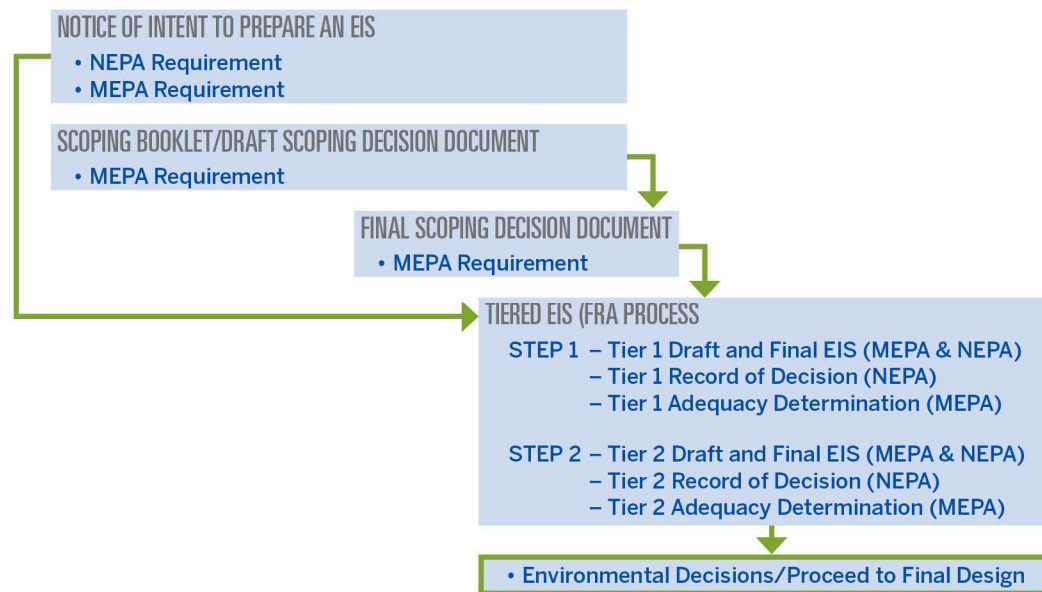 NOTICE OF INTENT TO PREPARE AN EIS
• NEPA Requirement
• MEPA Requirement
SCOPING BOOKLET/DRAFT SCOPING DECISION DOCUMENT
• MEPA Requirement
FINAL SCOPING DECISION DOCUMENT
• MEPA Requirement
TIERED EIS (FRA PROCESS
STEP 1 – Tier 1 Draft and Final EIS (MEPA & NEPA)
– Tier 1 Record of Decision (NEPA)
– Tier 1 Adequacy Determination (MEPA)
STEP 2 – Tier 2 Draft and Final EIS (MEPA & NEPA)
– Tier 2 Record of Decision (NEPA)
– Tier 2 Adequacy Determination (MEPA)
• Environmental Decisions/Proceed to Final Design